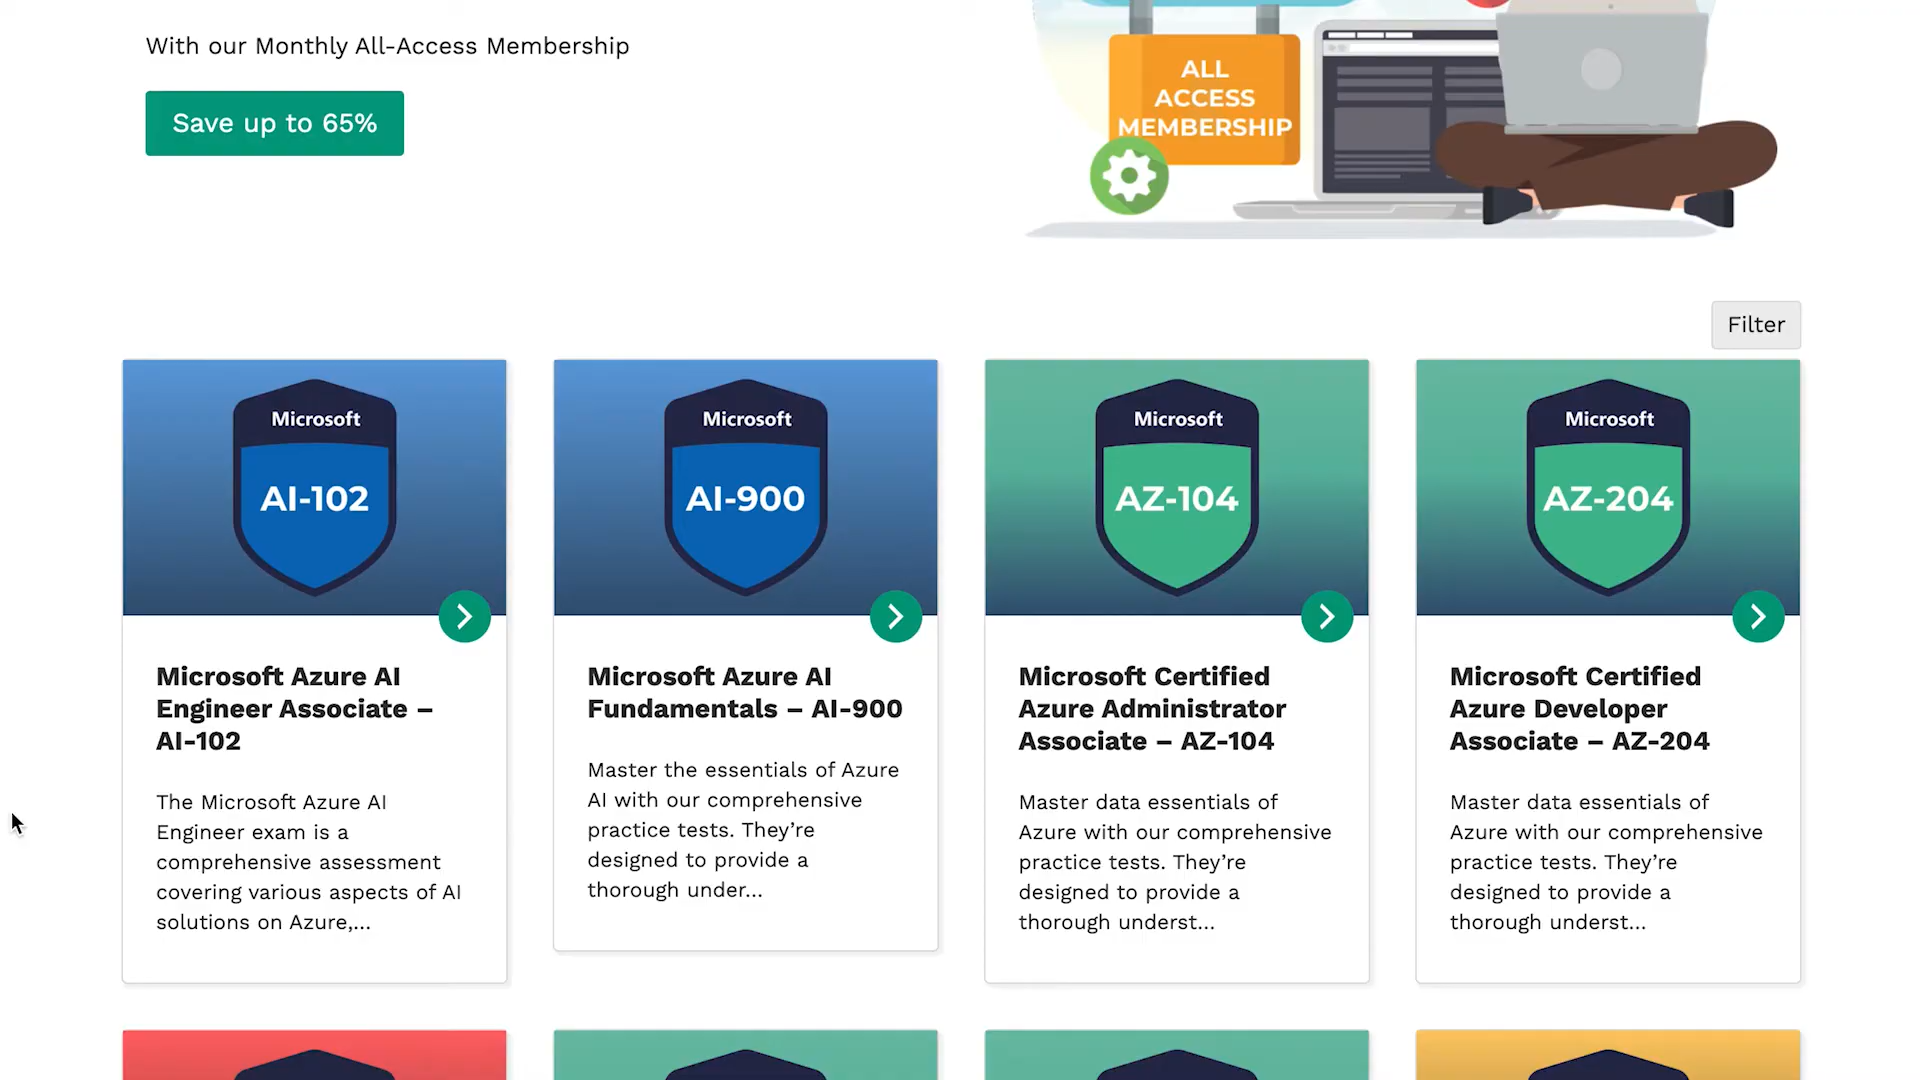 With our Monthly All-Access Membership
Save up to 65%
ALL
ACCESS
MEMBERSHIP
Filter
Microsoft
AI-102
Microsoft Azure AI
Engineer Associate –
AI-102
The Microsoft Azure AI
Engineer exam is a
comprehensive assessment
covering various aspects of AI
solutions on Azure,...
Microsoft
AI-900
Microsoft Azure AI
Fundamentals – AI-900
Master the essentials of Azure
AI with our comprehensive
practice tests. They’re
designed to provide a
thorough under...
Microsoft
AZ-104
Microsoft Certified
Azure Administrator
Associate – AZ-104
Master data essentials of
Azure with our comprehensive
practice tests. They’re
designed to provide a
thorough underst...
Microsoft
AZ-204
Microsoft Certified
Azure Developer
Associate – AZ-204
Master data essentials of
Azure with our comprehensive
practice tests. They’re
designed to provide a
thorough underst...